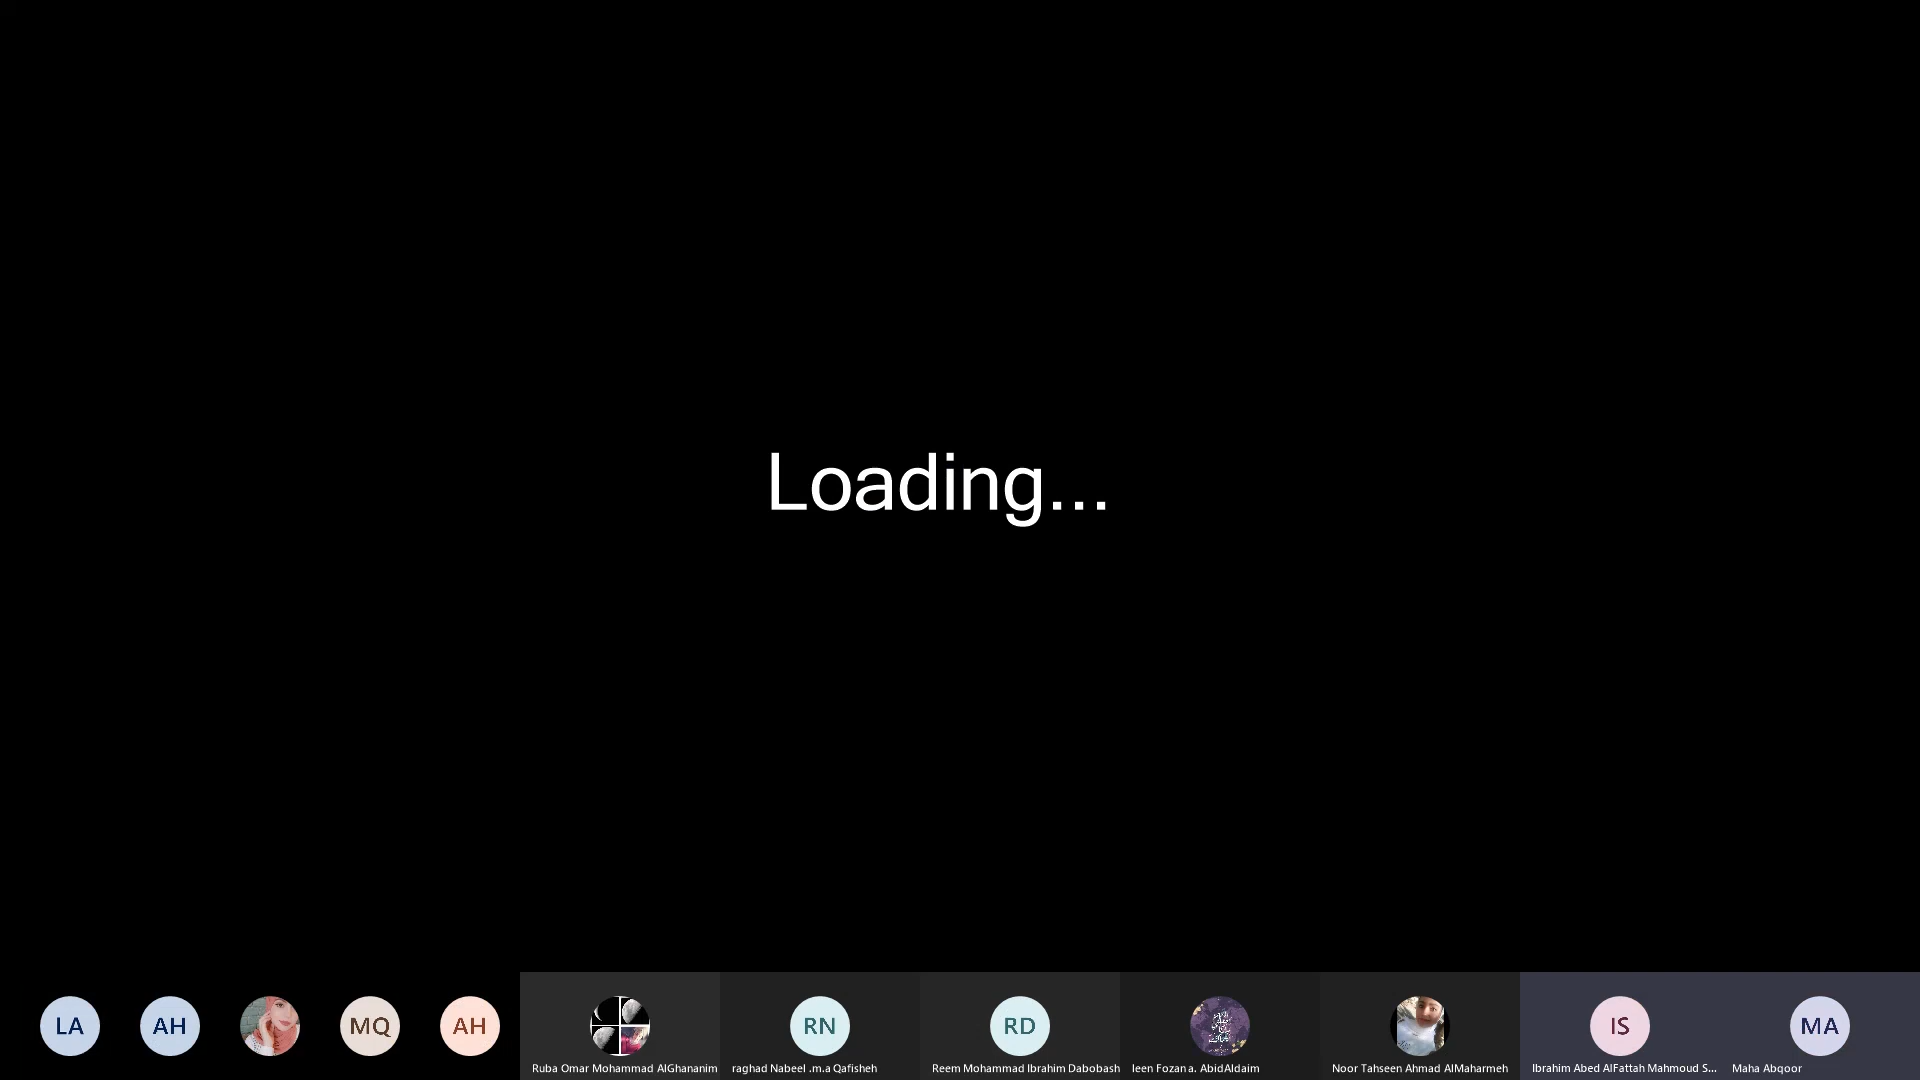 Loading...
LA
AH
MQ
AH
Ruba Omar Mohammad AlGhananim
RN
raghad Nabeel .m.a Qafisheh
RD
Reem Mohammad Ibrahim Dabobash
leen Fozan a. AbidAldaim
Noor Tahseen Ahmad AlMaharmeh
IS
Ibrahim Abed AlFattah Mahmoud S...
MA
Maha Abqoor